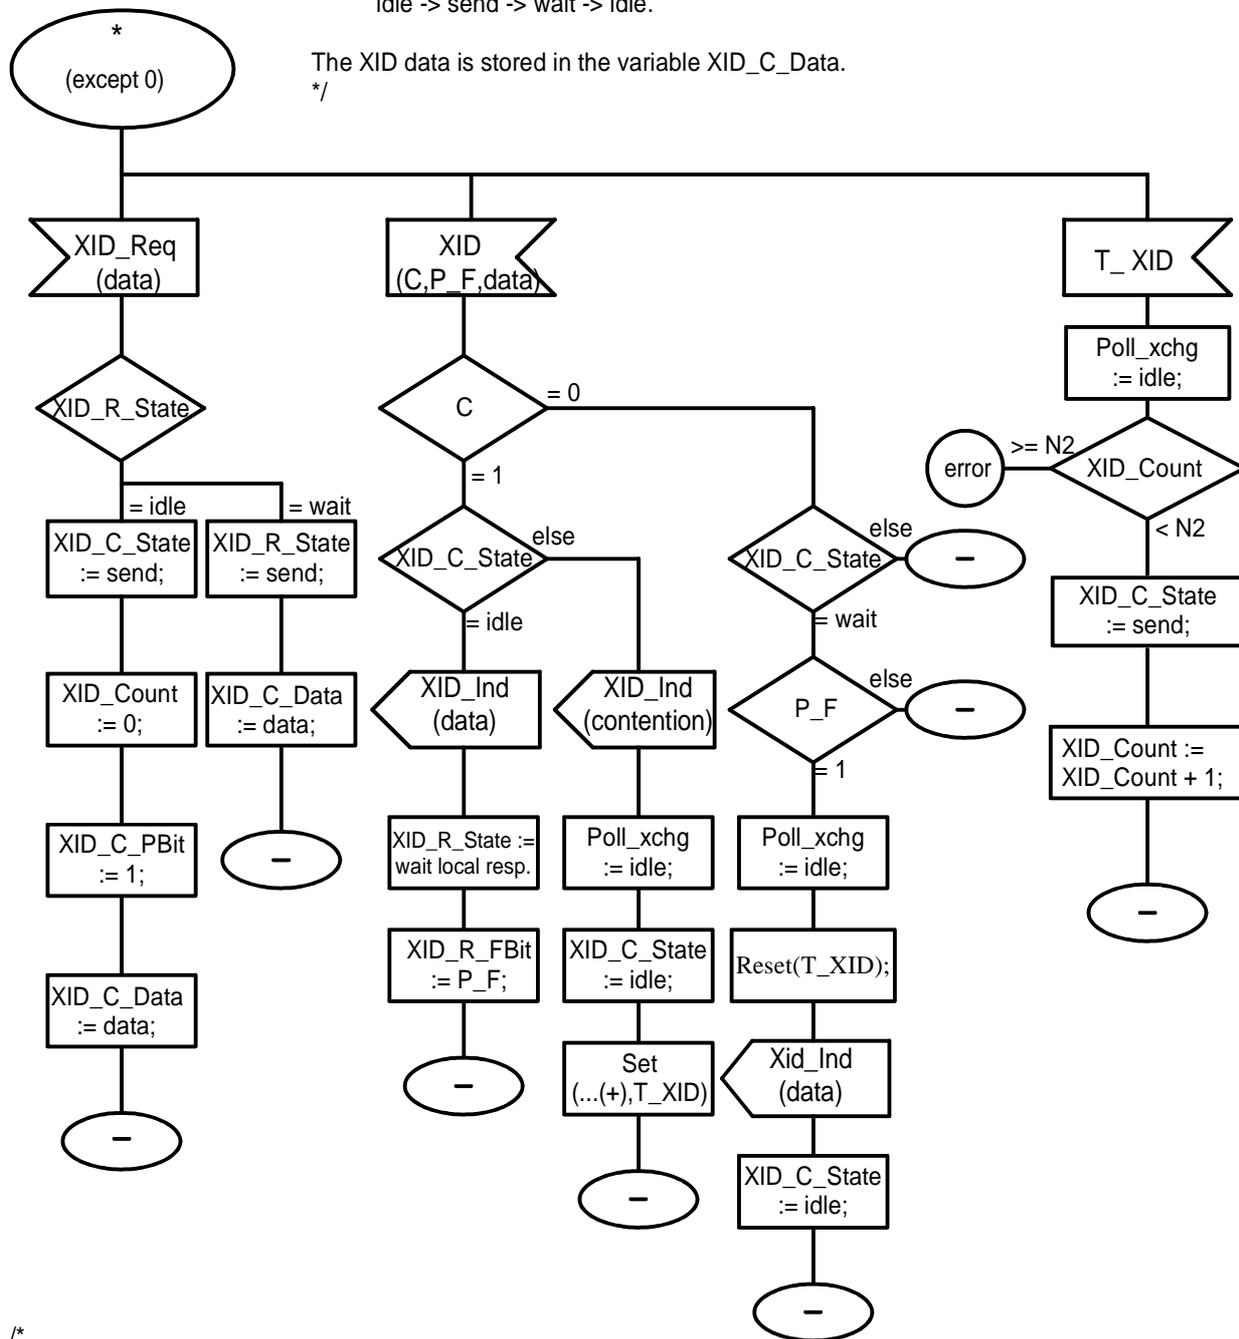 idle -> send -> wait -> idle.
*
(except 0)
The XID data is stored in the variable XID_C_Data.
*/
XID_Req
(data)
XID_R_State
= idle
= wait
XID_C_State
:= send;
XID_R_State
:= send;
XID_Count
:= 0;
XID_C_Data
:= data;
XID_C_PBit
:= 1;
–
XID_C_Data
:= data;
–
XID
(C,P_F,data)
C
= 0
= 1
XID_C_State
else
= idle
XID_Ind
(data)
XID_R_State :=
wait local resp.
XID_R_FBit
:= P_F;
–
XID_Ind
(contention)
Poll_xchg
:= idle;
XID_C_State
:= idle;
Set
(...(+),T_XID)
–
XID_C_State
else
–
= wait
P_F
else
–
= 1
Poll_xchg
:= idle;
Reset(T_XID);
Xid_Ind
(data)
XID_C_State
:= idle;
–
T_ XID
Poll_xchg
:= idle;
error
>= N2
XID_Count
< N2
XID_C_State
:= send;
XID_Count :=
XID_Count + 1;
–
/*